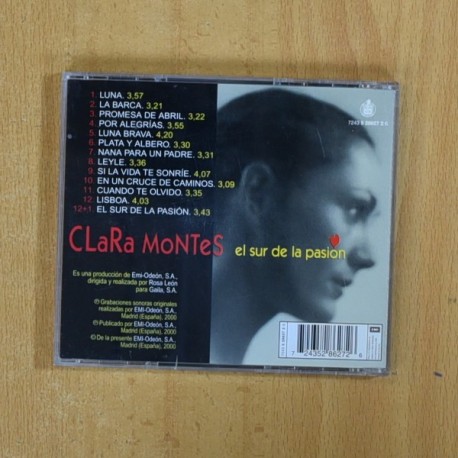 1. LUNA. 3,57
2. LA BARCA. 3,21
3. PROMESA DE ABRIL. 3,22
4. POR ALEGRÍAS. 3,55
5. LUNA BRAVA. 4,20
6. PLATA Y ALBERO. 3,30
7. NANA PARA UN PADRE. 3,31
8. LEYLE. 3,36
9. SI LA VIDA TE SONRÍE. 4,07
10. EN UN CRUCE DE CAMINOS. 3,09
11. CUANDO TE OLVIDO. 3,35
12. LISBOA. 4,03
12+1. EL SUR DE LA PASIÓN. 3,43
CLaRa MoNTeS el sur de la pasión
Es una producción de Emi-Odeón, S.A.,
dirigida y realizada por Rosa León
para Gaila, S.A.
℗ Grabaciones sonoras originales
realizadas por EMI-Odeón, S.A.,
Madrid (España), 2000
℗ Publicado por EMI-Odeón, S.A.,
Madrid (España), 2000
© De la presente EMI-Odeón, S.A.,
Madrid (España), 2000
EMI
7 24352 86272